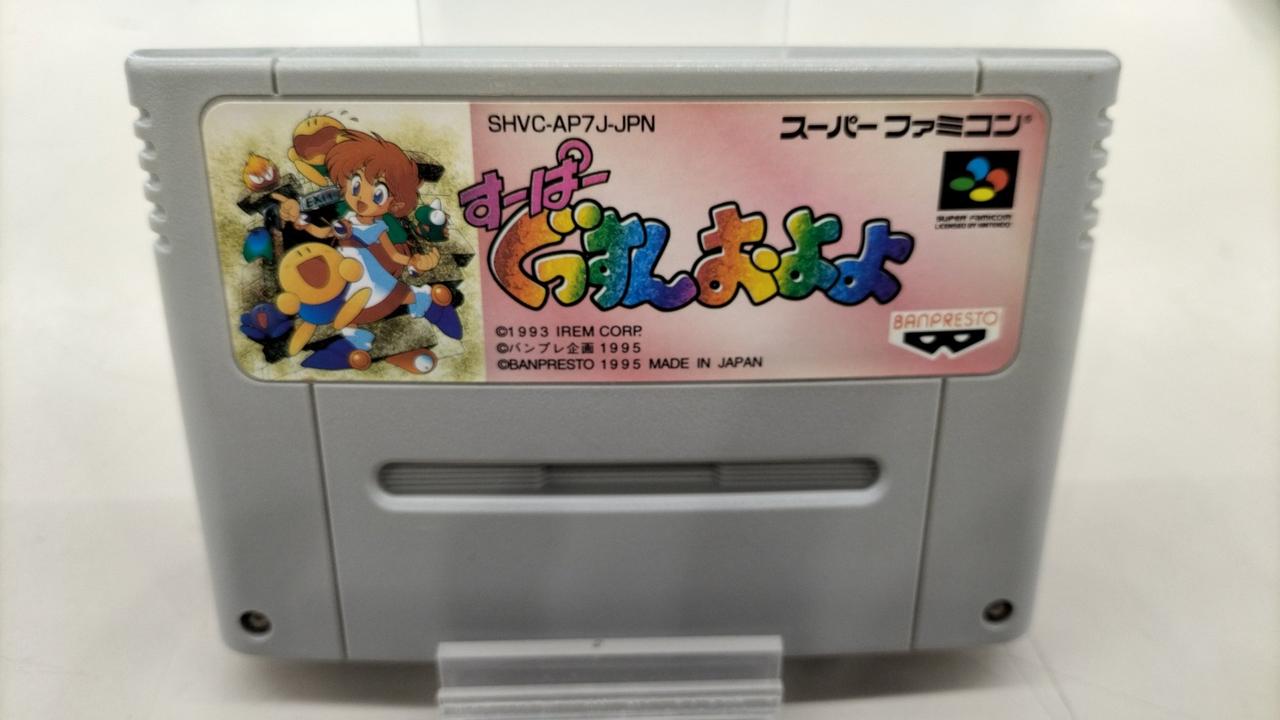 SHVC-AP7J-JPN
スーパーファミコン®
EXIT
すーぱー
ぐっすんおよよ
SUPER FAMICOM
LICENSED BY NINTENDO
BANPRESTO
©1993 IREM CORP.
©バンプレ企画 1995
©BANPRESTO 1995 MADE IN JAPAN